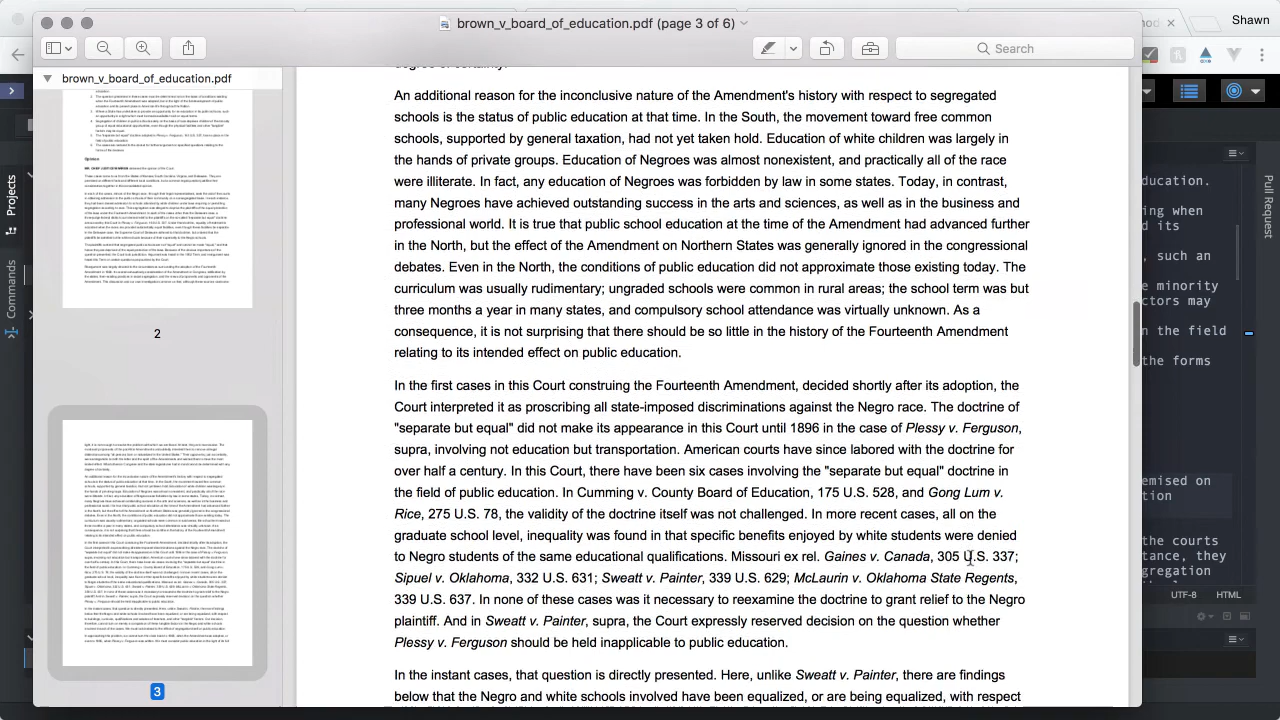 brown_v_board_of_education.pdf (page 3 of 6)
Shawn
Search
brown_v_board_of_education.pdf
Opinion
2
3
Projects
Commands
Pull Request
An additional reason for the inconclusive nature of the Amendment's history, with respect to segregated
schools is the status of public education at that time. In the South, the movement toward free common
schools, supported by general taxation, had not yet taken hold. Education of white children was largely in
the hands of private groups. Education of Negroes was almost nonexistent, and practically all of the race
were illiterate. In fact, any education of Negroes was forbidden by law in some states. Today, in contrast,
many Negroes have achieved outstanding success in the arts and sciences as well as in the business and
professional world. It is true that public school education at the time of the Amendment had advanced further
in the North, but the effect of the Amendment on Northern States was generally ignored in the congressional
debates. Even in the North, the conditions of public education did not approximate those existing today. The
curriculum was usually rudimentary; ungraded schools were common in rural areas; the school term was but
three months a year in many states, and compulsory school attendance was virtually unknown. As a
consequence, it is not surprising that there should be so little in the history of the Fourteenth Amendment
relating to its intended effect on public education.
In the first cases in this Court construing the Fourteenth Amendment, decided shortly after its adoption, the
Court interpreted it as proscribing all state-imposed discriminations against the Negro race. The doctrine of
"separate but equal" did not make its appearance in this Court until 1896 in the case of Plessy v. Ferguson,
supra, involving not education but transportation. American courts have since labored with the doctrine for
over half a century. In this Court, there have been six cases involving the "separate but equal" doctrine in
the field of public education. In Cumming v. County Board of Education, 175 U.S. 528, and Gong Lum v.
Rice, 275 U.S. 78, the validity of the doctrine itself was not challenged. In more recent cases, all on the
graduate school level, inequality was found in that specific benefits enjoyed by white students were denied
to Negro students of the same educational qualifications. Missouri ex rel. Gaines v. Canada, 305 U.S. 337;
Sipuel v. Oklahoma, 332 U.S. 631; Sweatt v. Painter, 339 U.S. 629; McLaurin v. Oklahoma State Regents,
339 U.S. 637. In none of these cases was it necessary to reexamine the doctrine to grant relief to the Negro
plaintiff. And in Sweatt v. Painter, supra, the Court expressly reserved decision on the question whether
Plessy v. Ferguson should be held inapplicable to public education.
In the instant cases, that question is directly presented. Here, unlike Sweatt v. Painter, there are findings
below that the Negro and white schools involved have been equalized, or are being equalized, with respect
ducation.
ing when
d its
, such an
e minority
ctors may
n the field
the forms
emised on
tion
the courts
tance, they
egregation
UTF-8 HTML